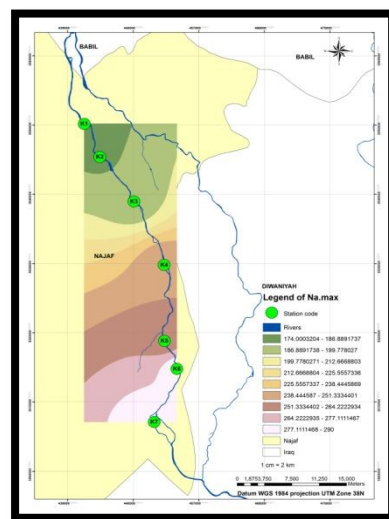 BABIL
BABIL
K1
K2
K3
K4
NAJAF
K5
K6
K7
DIWANIYAH
Legend of Na.max
Station code
Rivers
174.0003204 - 186.8891737
186.8891738 - 199.778027
199.7780271 - 212.6668803
212.6668804 - 225.5557336
225.5557337 - 238.4445869
238.444587 - 251.3334401
251.3334402 - 264.2222934
264.2222935 - 277.1111467
277.1111468 - 290
Najaf
Iraq
1 cm = 2 km
0 1,875 3,750 7,500 11,250 15,000
Meters
Datum WGS 1984 projection UTM Zone 38N